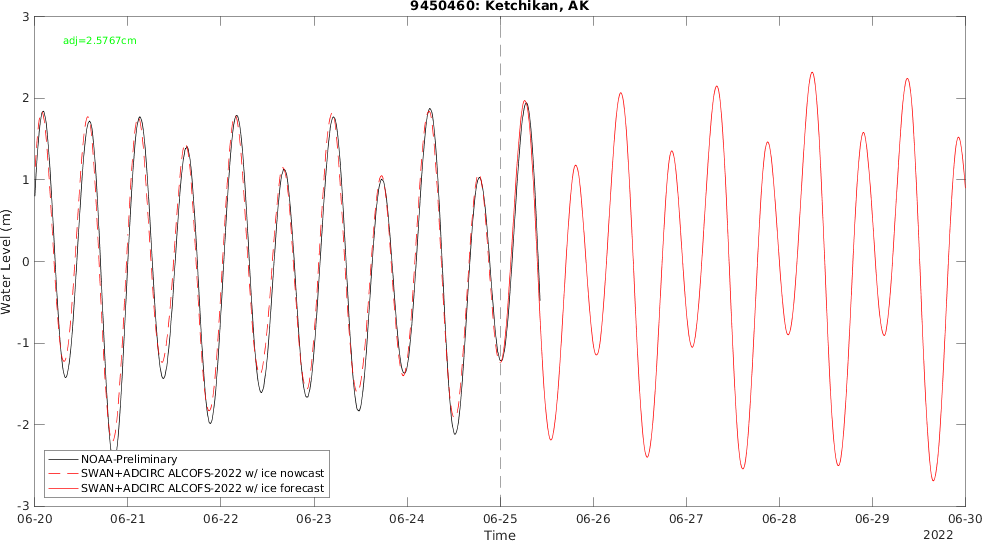 9450460: Ketchikan, AK
adj=2.5767cm
3
2
1
0
-1
-2
-3
Water Level (m)
NOAA-Preliminary
SWAN+ADCIRC ALCOFS-2022 w/ ice nowcast
SWAN+ADCIRC ALCOFS-2022 w/ ice forecast
06-20 06-21 06-22 06-23 06-24 06-25 06-26 06-27 06-28 06-29 06-30
Time
2022